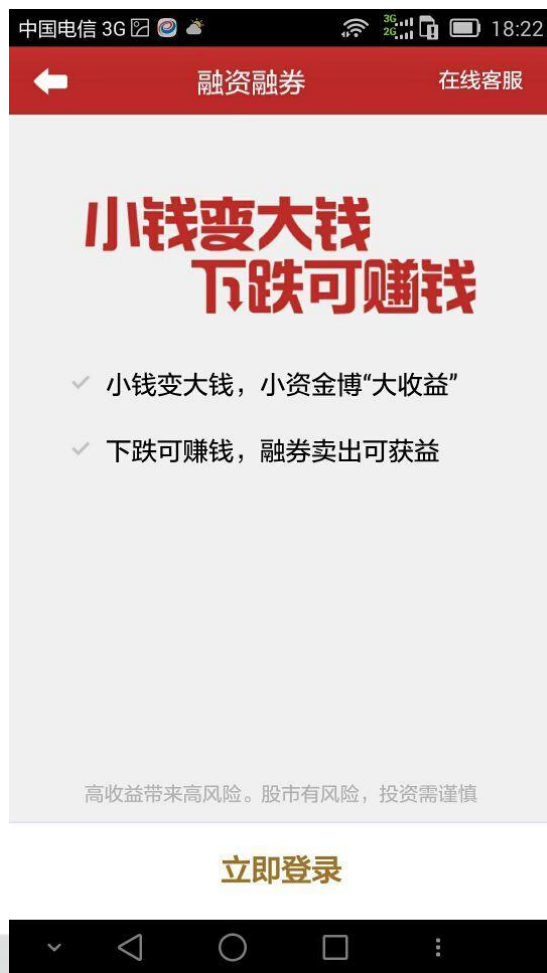 中国电信 3G 18:22
3G
2G
融资融券 在线客服
小钱变大钱
下跌可赚钱
小钱变大钱，小资金博“大收益”
下跌可赚钱，融券卖出可获益
高收益带来高风险。股市有风险，投资需谨慎
立即登录